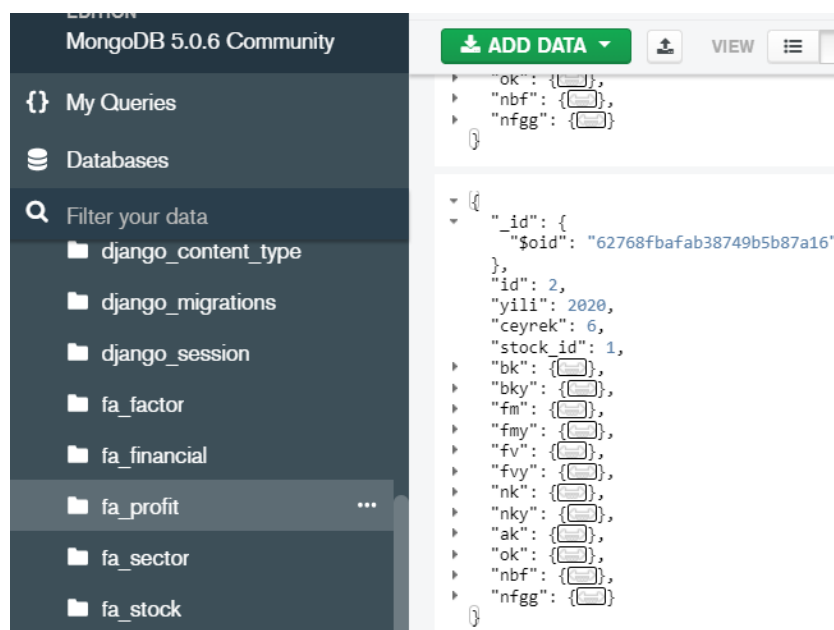 EDITION
MongoDB 5.0.6 Community
{} My Queries
Databases
Filter your data
django_content_type
django_migrations
django_session
fa_factor
fa_financial
fa_profit
fa_sector
fa_stock
ADD DATA
VIEW
"ok": {},
"nbf": {},
"nfgg": {}
}
{
"_id": {
"$oid": "62768fbafab38749b5b87a16"
},
"id": 2,
"yili": 2020,
"ceyrek": 6,
"stock_id": 1,
"bk": {},
"bky": {},
"fm": {},
"fmy": {},
"fv": {},
"fvy": {},
"nk": {},
"nky": {},
"ak": {},
"ok": {},
"nbf": {},
"nfgg": {}
}